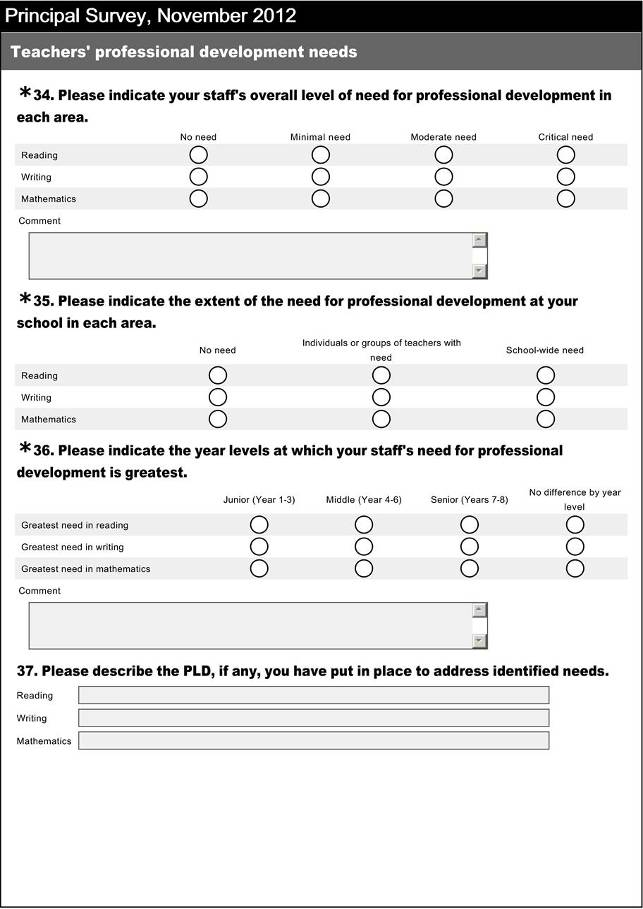 Principal Survey, November 2012
Teachers' professional development needs
*34. Please indicate your staff's overall level of need for professional development in
each area.
No need Minimal need Moderate need Critical need
Reading
Writing
Mathematics
Comment
*35. Please indicate the extent of the need for professional development at your
school in each area.
No need Individuals or groups of teachers with
need School-wide need
Reading
Writing
Mathematics
*36. Please indicate the year levels at which your staff's need for professional
development is greatest.
Junior (Year 1-3) Middle (Year 4-6) Senior (Years 7-8) No difference by year
level
Greatest need in reading
Greatest need in writing
Greatest need in mathematics
Comment
37. Please describe the PLD, if any, you have put in place to address identified needs.
Reading
Writing
Mathematics